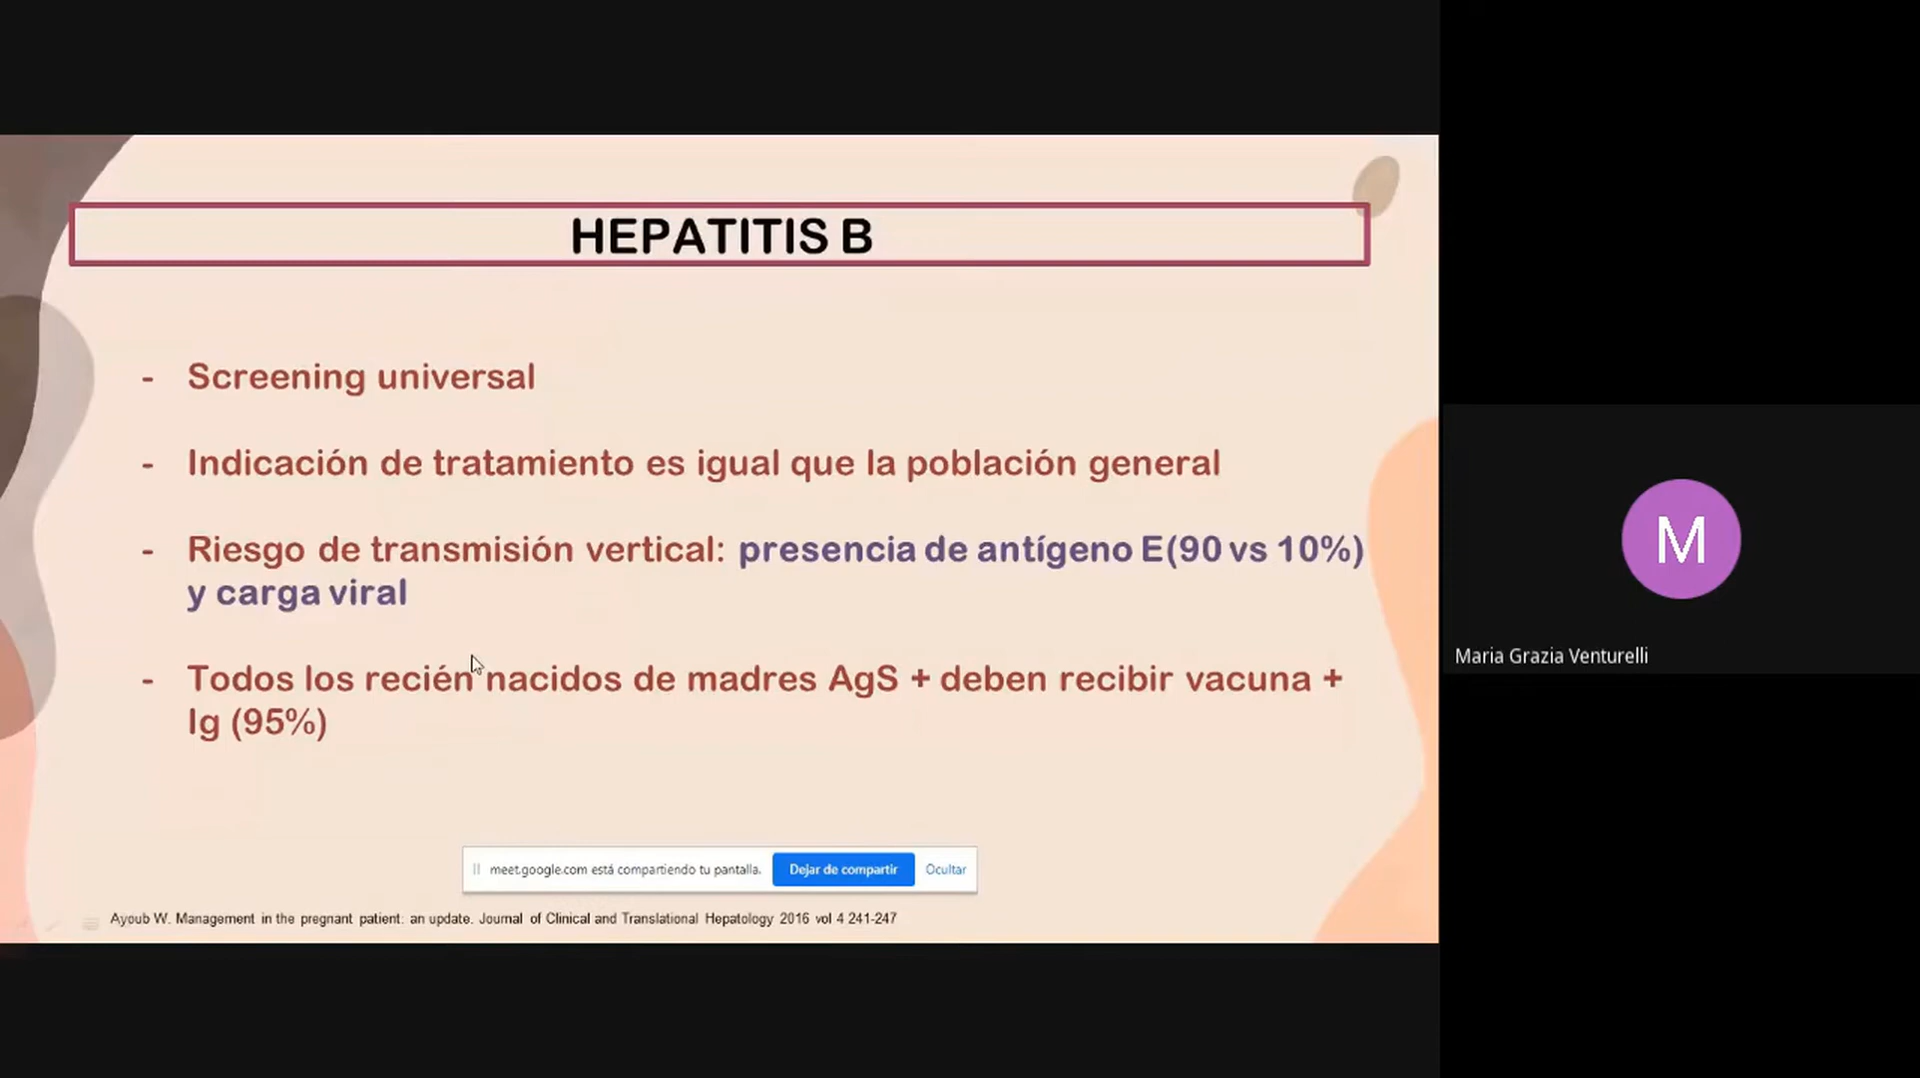 HEPATITIS B
- Screening universal
- Indicación de tratamiento es igual que la población general
- Riesgo de transmisión vertical: presencia de antígeno E(90 vs 10%)
y carga viral
- Todos los recién nacidos de madres AgS + deben recibir vacuna +
Ig (95%)
meet.google.com está compartiendo tu pantalla. Dejar de compartir Ocultar
Ayoub W. Management in the pregnant patient: an update. Journal of Clinical and Translational Hepatology 2016 vol 4 241-247
M
Maria Grazia Venturelli